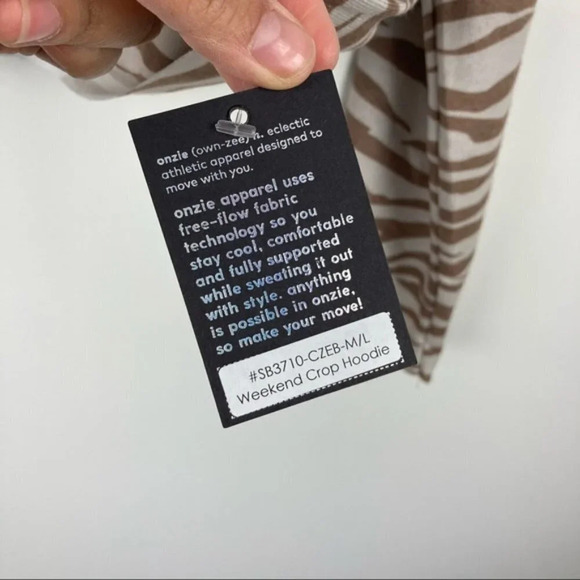 onzie (own-zee) n. eclectic
athletic apparel designed to
move with you.
onzie apparel uses
free-flow fabric
technology so you
stay cool, comfortable
and fully supported
while sweating it out
with style. anything
is possible in onzie,
so make your move!
#SB3710-CZEB-M/L
Weekend Crop Hoodie